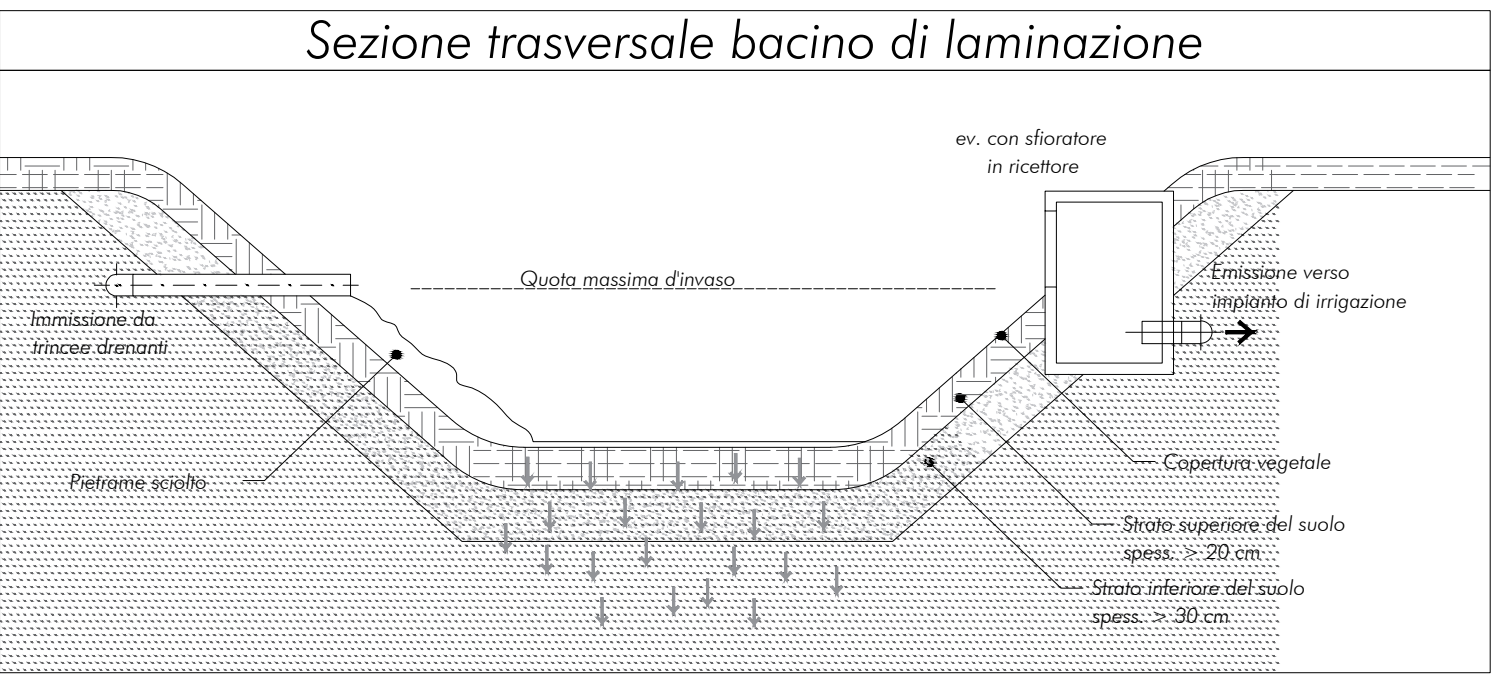 Sezione trasversale bacino di laminazione
ev. con sfioratore
in ricettore
Quota massima d'invaso
Emissione verso
impianto di irrigazione
Immissione da
trincee drenanti
Pietrame sciolto
Copertura vegetale
Strato superiore del suolo
spess. > 20 cm
Strato inferiore del suolo
spess. > 30 cm